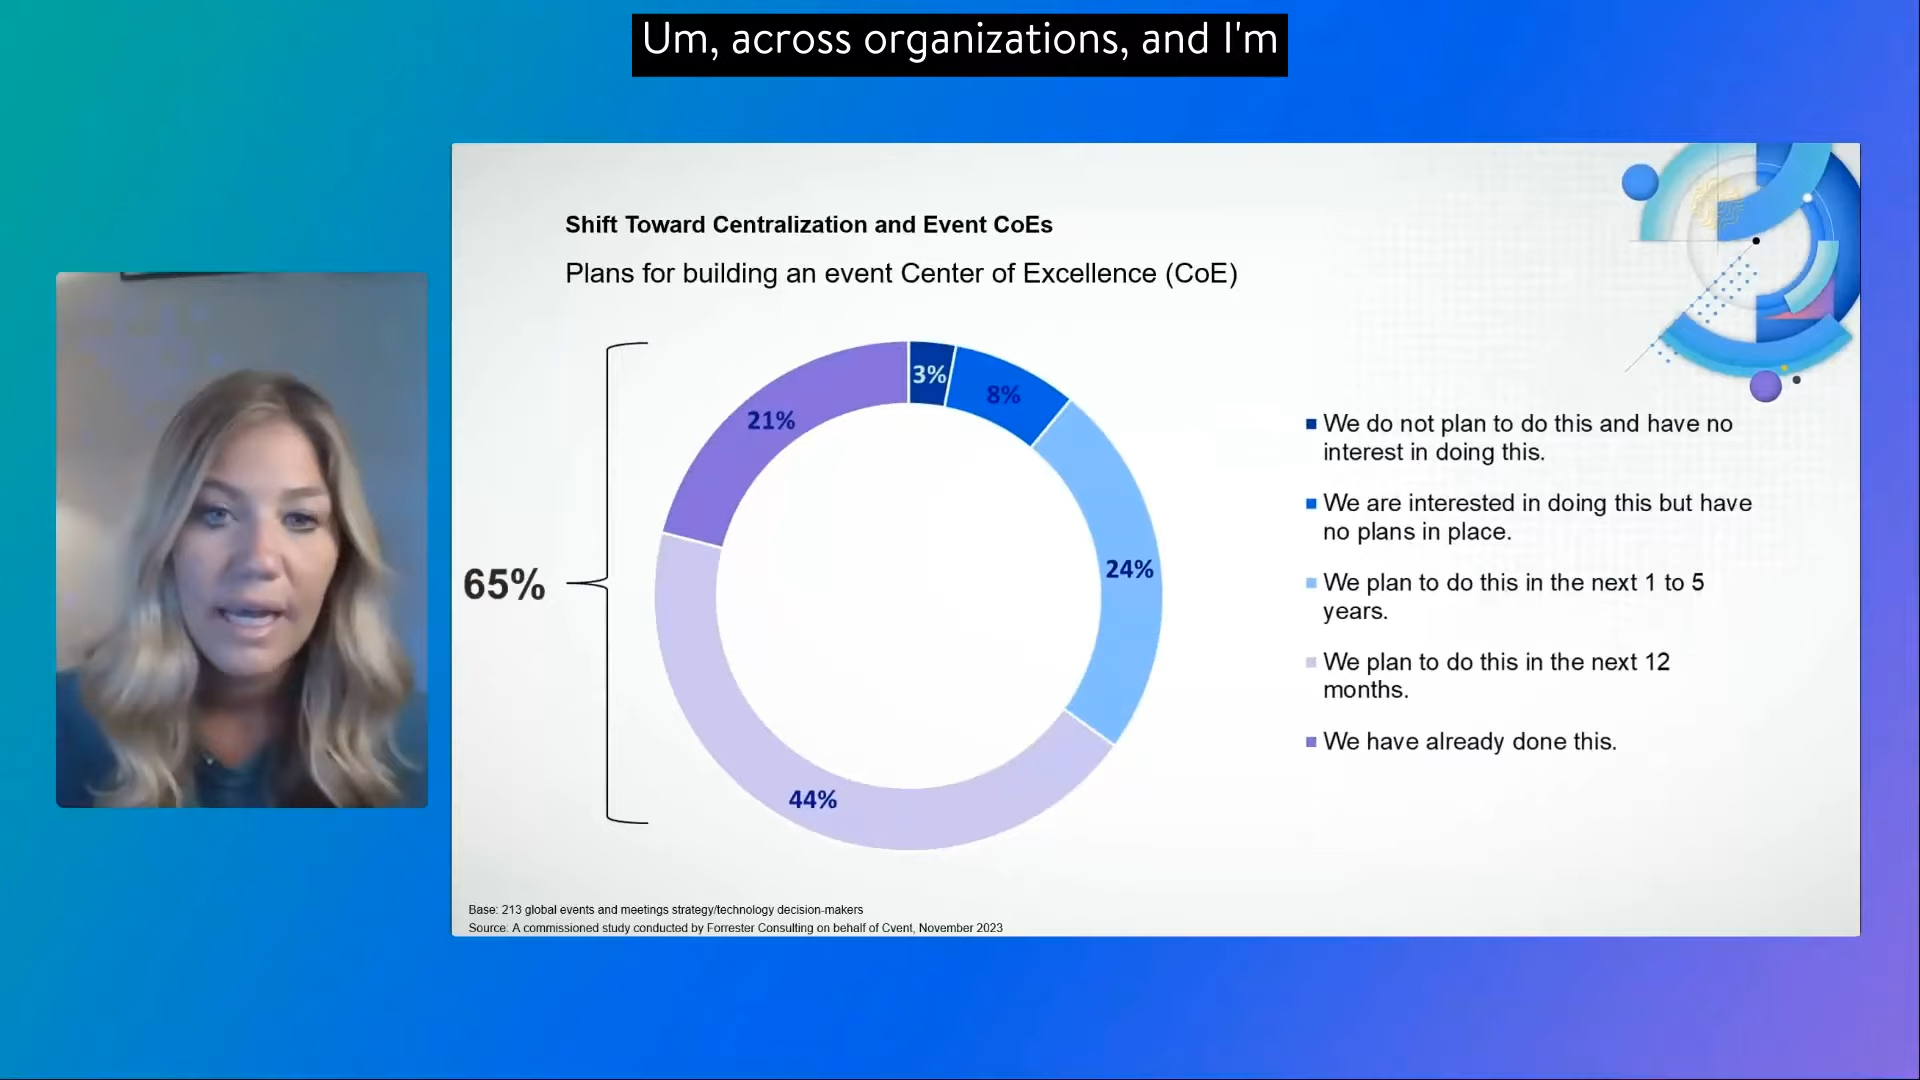 Um, across organizations, and I'm
Shift Toward Centralization and Event CoEs
Plans for building an event Center of Excellence (CoE)
65%
3%
8%
21%
24%
44%
We do not plan to do this and have no
interest in doing this.
We are interested in doing this but have
no plans in place.
We plan to do this in the next 1 to 5
years.
We plan to do this in the next 12
months.
We have already done this.
Base: 213 global events and meetings strategy/technology decision-makers
Source: A commissioned study conducted by Forrester Consulting on behalf of Cvent, November 2023